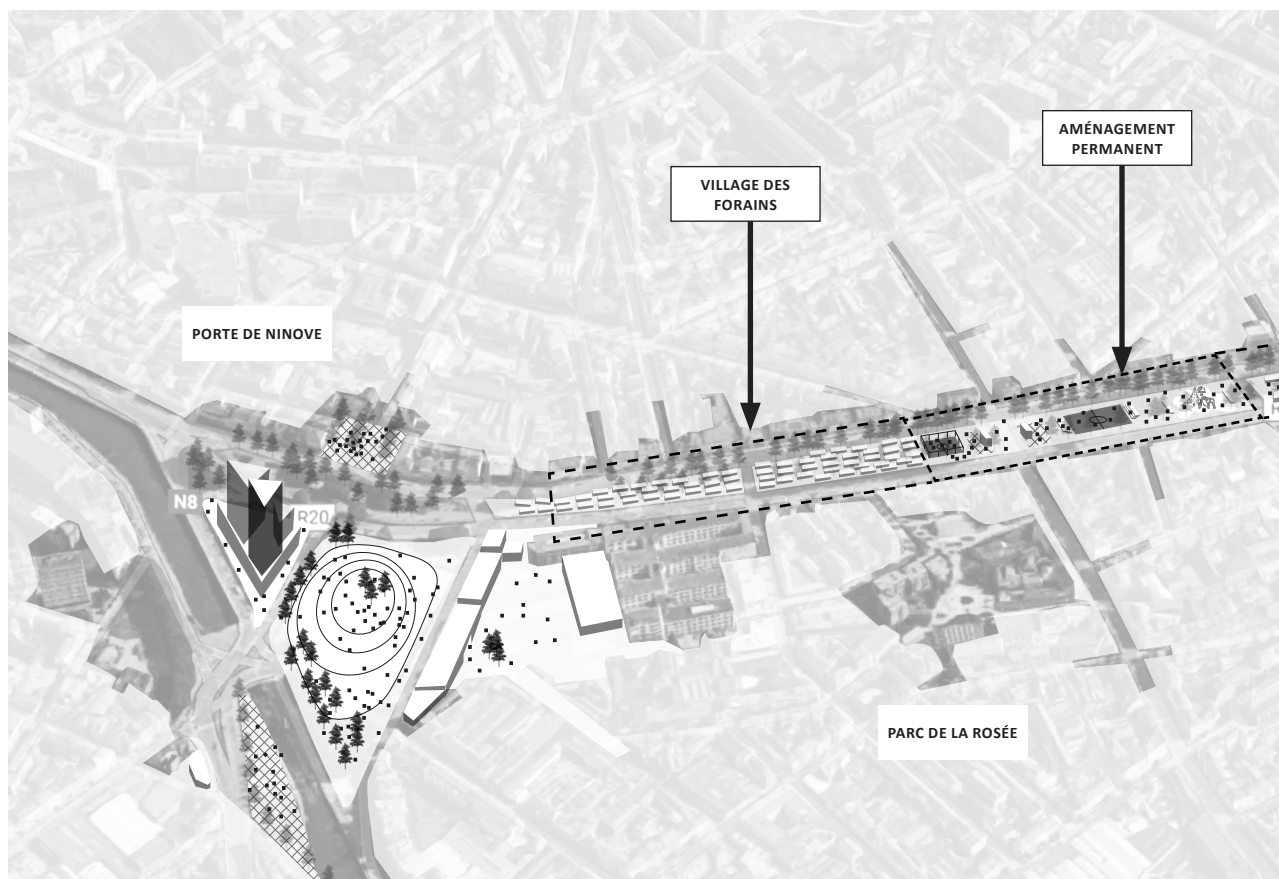 AMÉNAGEMENT
PERMANENT
VILLAGE DES
FORAINS
PORTE DE NINOVE
N8
R20
PARC DE LA ROSÉE